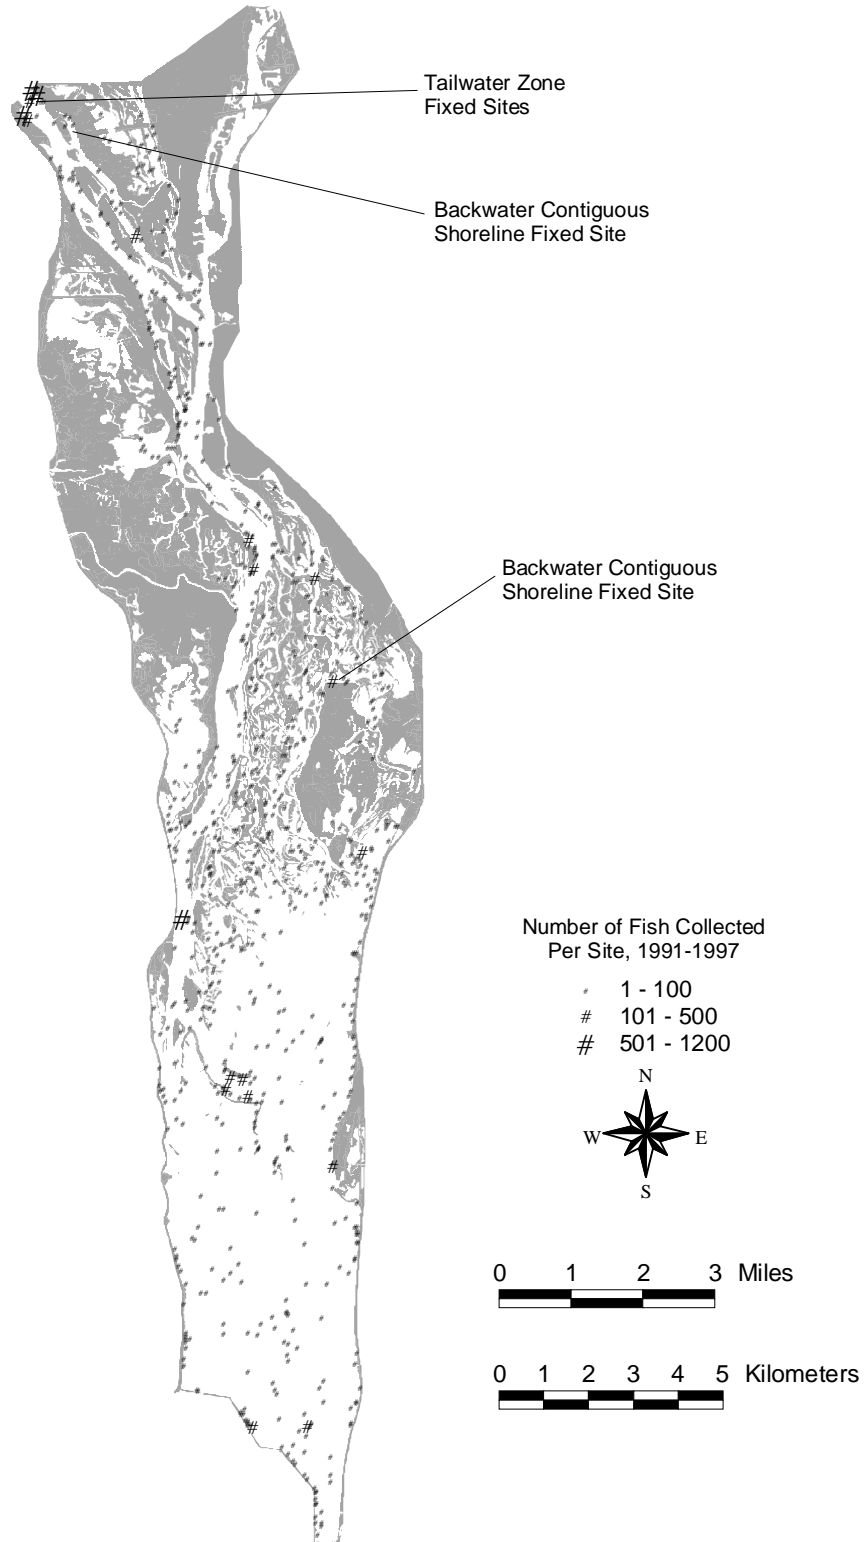 Tailwater Zone
Fixed Sites
Backwater Contiguous
Shoreline Fixed Site
Backwater Contiguous
Shoreline Fixed Site
Number of Fish Collected
Per Site, 1991-1997
# 1 - 100
# 101 - 500
# 501 - 1200
N
W E
S
0 1 2 3 Miles
0 1 2 3 4 5 Kilometers